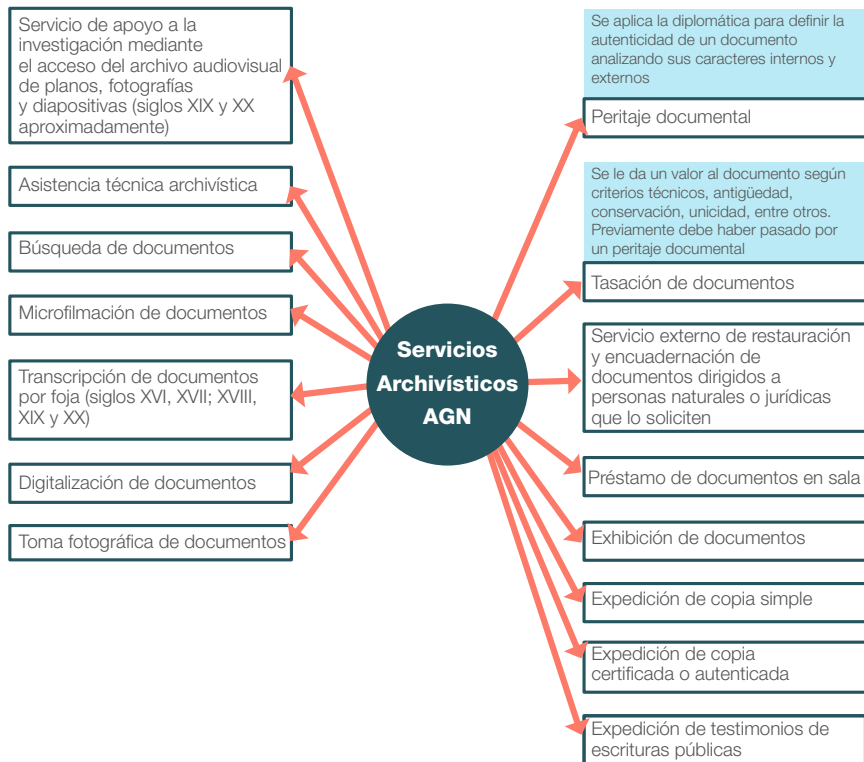 Servicio de apoyo a la
investigación mediante
el acceso del archivo audiovisual
de planos, fotografías
y diapositivas (siglos XIX y XX
aproximadamente)
Asistencia técnica archivística
Búsqueda de documentos
Microfilmación de documentos
Transcripción de documentos
por foja (siglos XVI, XVII; XVIII,
XIX y XX)
Digitalización de documentos
Toma fotográfica de documentos
Servicios
Archivísticos
AGN
Se aplica la diplomática para definir la
autenticidad de un documento
analizando sus caracteres internos y
externos
Peritaje documental
Se le da un valor al documento según
criterios técnicos, antigüedad,
conservación, unicidad, entre otros.
Previamente debe haber pasado por
un peritaje documental
Tasación de documentos
Servicio externo de restauración
y encuadernación de
documentos dirigidos a
personas naturales o jurídicas
que lo soliciten
Préstamo de documentos en sala
Exhibición de documentos
Expedición de copia simple
Expedición de copia
certificada o autenticada
Expedición de testimonios de
escrituras públicas